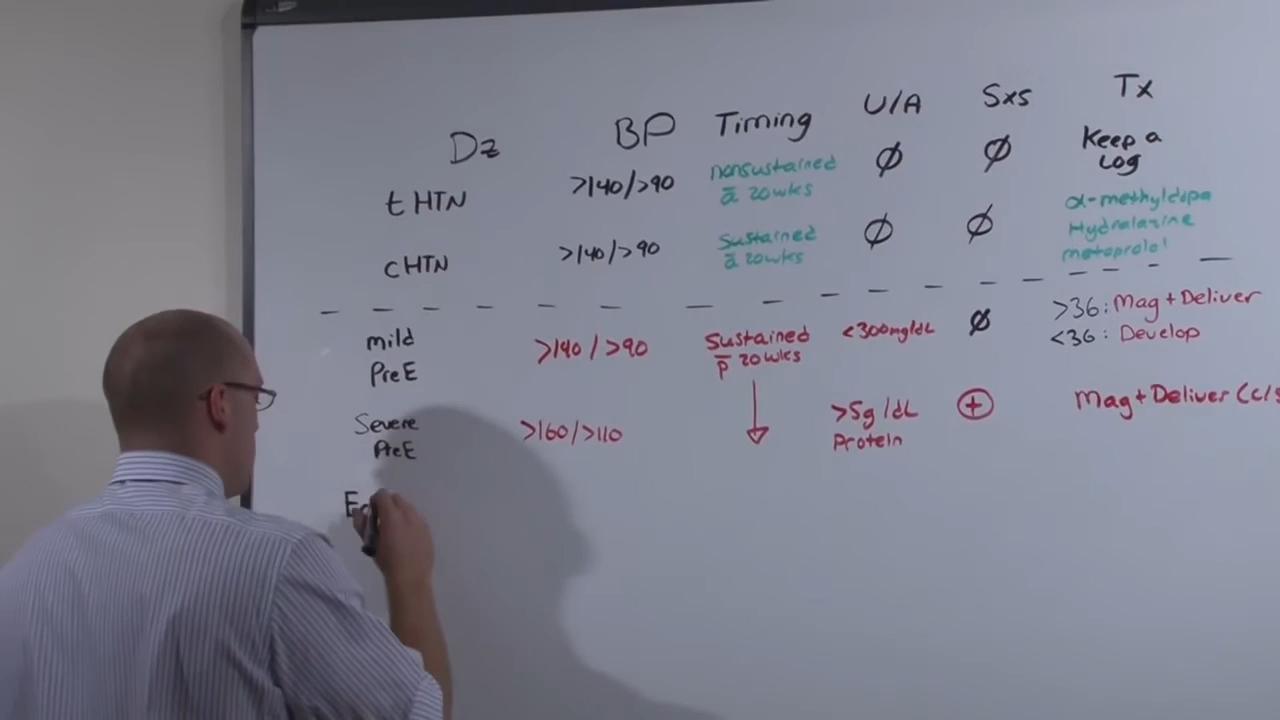 Dz BP Timing U/A Sxs Tx
tHTN >140/>90 nonsustained ā 20wks Ø Ø Keep a Log
cHTN >140/>90 Sustained ā 20wks Ø Ø α-methyldopa Hydralazine metoprolol
mild PreE >140/>90 Sustained p̄ 20wks <300mg/dL Ø >36: Mag+Deliver <36: Develop
Severe PreE >160/>110 ↓ >5g/dL Protein + Mag+Deliver (c/s
E